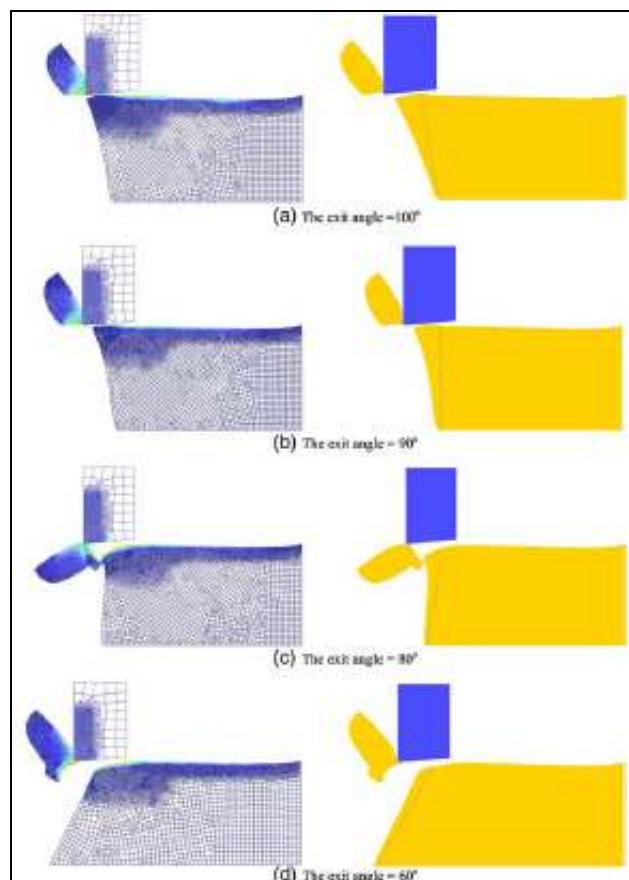 (a) The exit angle =100°
(b) The exit angle = 90°
(c) The exit angle = 80°
(d) The exit angle = 60°